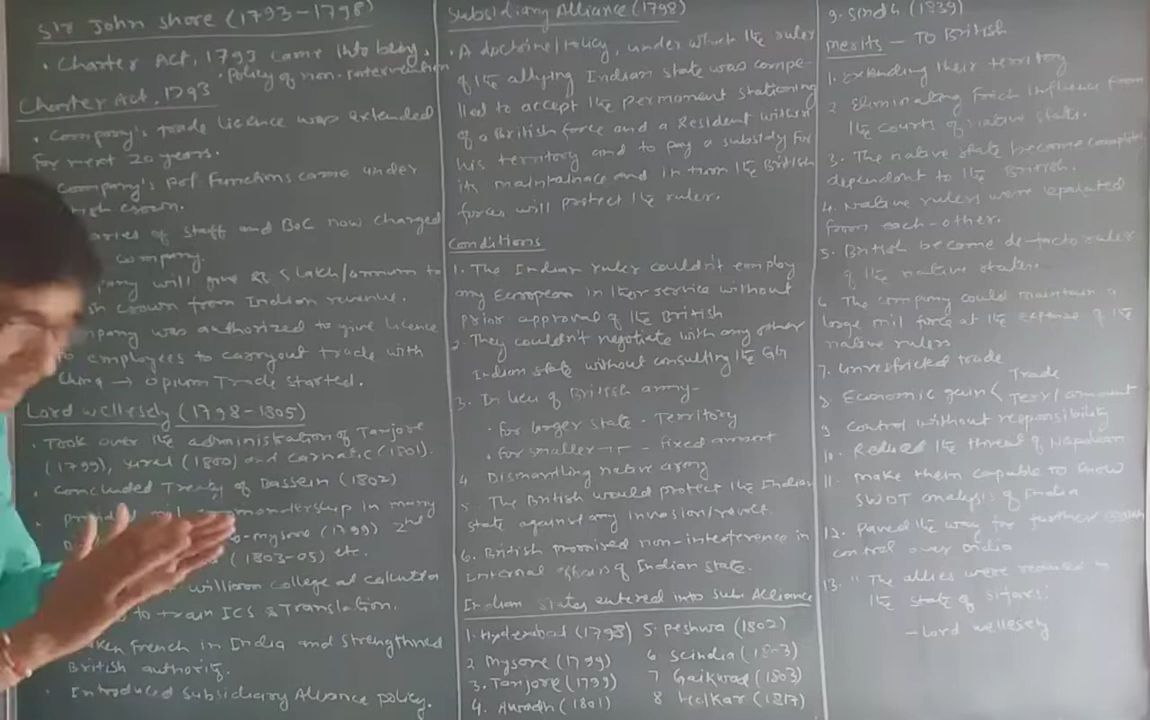 Sir John Shore (1793-1798)
• Charter Act, 1793 came into being.
• Policy of non-intervention
Charter Act, 1793
• Company's trade licence was extended
for next 20 years.
Company's Pol. functions came under
crown.
of staff and BoC now charged
company.
will give 5 lakh/annum to
crown from Indian revenue.
was authorized to give licence
to employees to carryout trade with
China → Opium Trade started.
Lord Wellesely (1798-1805)
• Took over the administration of Tanjore
(1799), Surat (1800) and Carnatic (1801).
• Concluded Treaty of Bassein (1802)
• in many
mysore (1799) 2nd
(1803-05) etc.
william college at calcutta
to train ICS & Translation.
French in India and strengthned
British authority.
• Introduced subsidiary Alliance policy.
Subsidiary Alliance (1798)
• A doctrine/Policy, under which the ruler
of the allying Indian state was compe-
lled to accept the permanent stationing
of a British force and a Resident within
his territory and to pay a subsidy for
its maintainace and in turn the British
forces will protect the ruler.
Conditions
1. The Indian ruler couldn't employ
any European in their service without
prior approval of the British
2. They couldn't negotiate with any other
Indian state without consulting the GG
3. In lieu of British army-
• for larger state - Territory
• for smaller -11- - fixed amount
4. Dismantling native army
5. The British would protect the Indian
state against any invasion/revolt.
6. British promised non-interference in
internal affairs of Indian state.
Indian States entered into Sub Alliance
1. Hyderabad (1798) 5. Peshwa (1802)
2. Mysore (1799) 6. Scindia (1803)
3. Tanjore (1799) 7. Gaikwad (1803)
4. Awadh (1801) 8. Holkar (1817)
9. Sindh (1839)
Merits - TO British
1. Extending their territory
2. Eliminating French influence from
the courts of native states.
3. The native state become
dependent to the British.
4. Native rulers were separated
from each-other.
5. British become de-facto ruler
of the native states.
6. The company could maintain a
large mil force at the expense of the
native rulers
7. Unrestricted trade
8. Economic gain < Trade
Terr/amount
9. Control without responsibility
10. Reduced the threat of Napoleon
11. make them capable to know
SWOT analysis of India
12. Paved the way for further
control over India
13. "The allies were reduced in
the state of
- Lord Wellesely